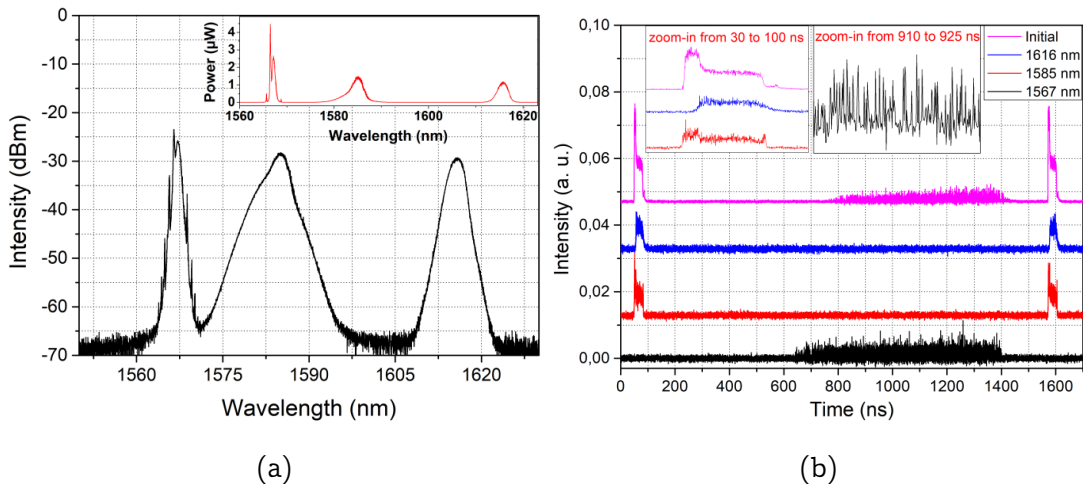 0
-10
-20
-30
-40
-50
-60
-70
Intensity (dBm)
1560
1575
1590
1605
1620
Wavelength (nm)
4
3
2
1
0
Power (µW)
1560
1580
1600
1620
Wavelength (nm)
(a)
0,10
0,08
0,06
0,04
0,02
0,00
Intensity (a. u.)
0
200
400
600
800
1000
1200
1400
1600
Time (ns)
zoom-in from 30 to 100 ns
zoom-in from 910 to 925 ns
Initial
1616 nm
1585 nm
1567 nm
(b)